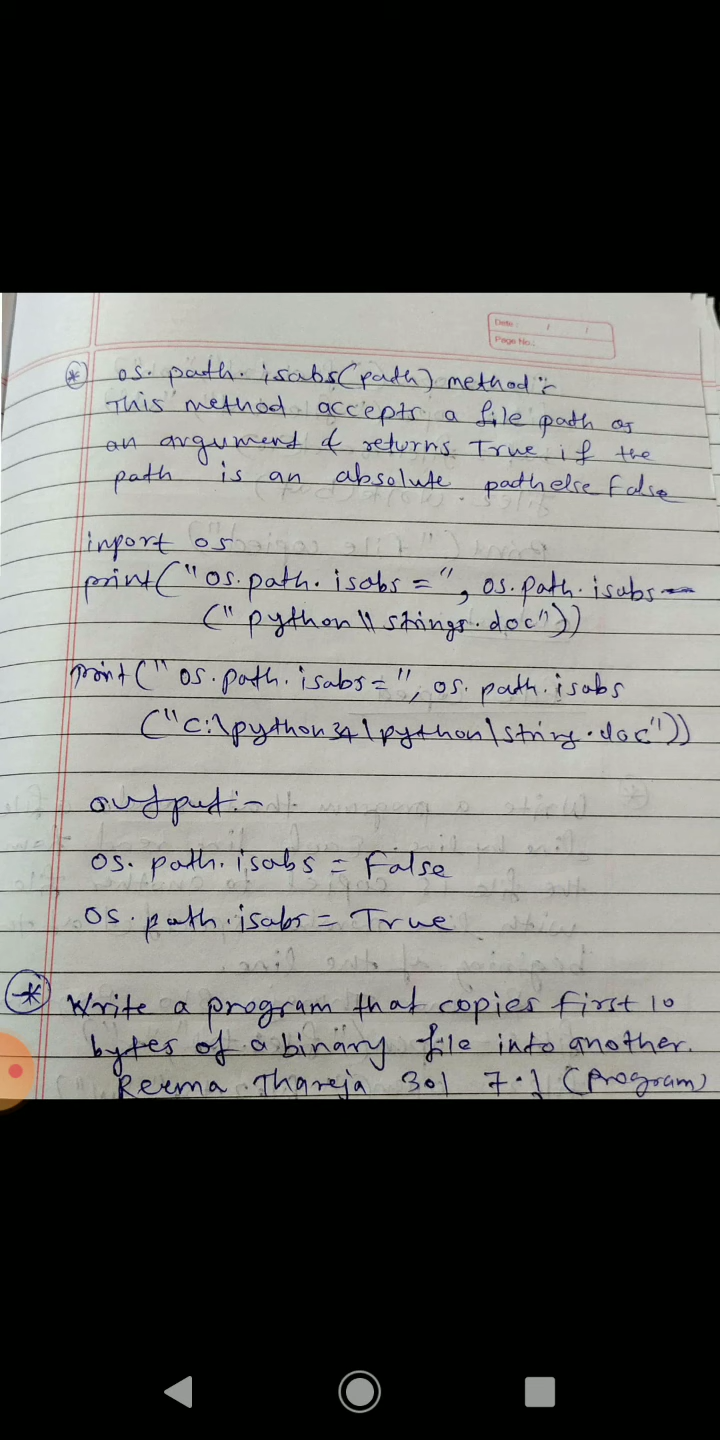 Date : / /
Page No :
* os. path. isabs(path) method :-
This method accepts a file path as
an argument & returns True if the
path is an absolute path else False
import os
print("os.path. isabs =", os.path. isabs
("python\\strings.doc"))
print("os.path.isabs=", os. path. isabs
("c:\python34\python\string.doc"))
output:-
os. path. isabs = False
os. path. isabs = True
* Write a program that copies first 10
bytes of a binary file into another.
Reema Thareja 301 7.1 (Program)